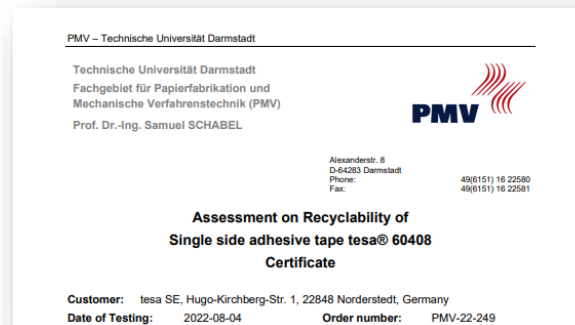 PMV – Technische Universität Darmstadt
Technische Universität Darmstadt
Fachgebiet für Papierfabrikation und
Mechanische Verfahrenstechnik (PMV)
Prof. Dr.-Ing. Samuel SCHABEL
PMV
Alexanderstr. 8
D-64283 Darmstadt
Phone: 49(6151) 16 22580
Fax: 49(6151) 16 22581
Assessment on Recyclability of
Single side adhesive tape tesa® 60408
Certificate
Customer: tesa SE, Hugo-Kirchberg-Str. 1, 22848 Norderstedt, Germany
Date of Testing: 2022-08-04 Order number: PMV-22-249